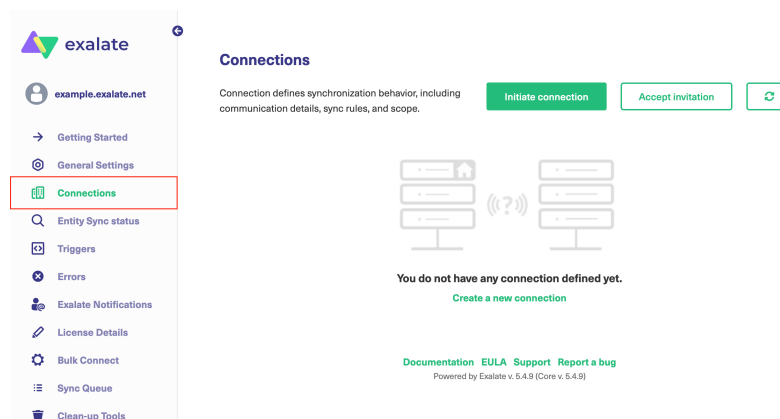 exalate
example.exalate.net
Getting Started
General Settings
Connections
Entity Sync status
Triggers
Errors
Exalate Notifications
License Details
Bulk Connect
Sync Queue
Clean-up Tools
Connections
Connection defines synchronization behavior, including
communication details, sync rules, and scope.
Initiate connection
Accept invitation
((?))
You do not have any connection defined yet.
Create a new connection
Documentation EULA Support Report a bug
Powered by Exalate v. 5.4.9 (Core v. 5.4.9)